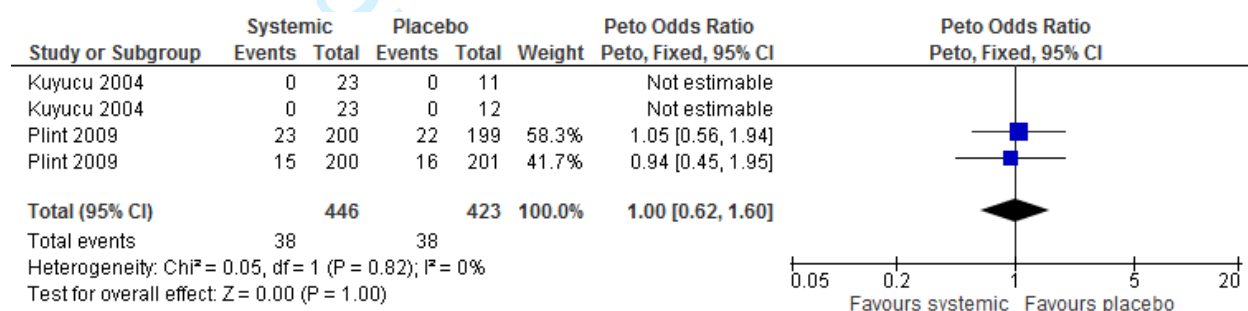 Systemic Placebo Peto Odds Ratio Peto Odds Ratio
Study or Subgroup Events Total Events Total Weight Peto, Fixed, 95% CI Peto, Fixed, 95% CI
Kuyucu 2004 0 23 0 11 Not estimable
Kuyucu 2004 0 23 0 12 Not estimable
Plint 2009 23 200 22 199 58.3% 1.05 [0.56, 1.94]
Plint 2009 15 200 16 201 41.7% 0.94 [0.45, 1.95]
Total (95% CI) 446 423 100.0% 1.00 [0.62, 1.60]
Total events 38 38
Heterogeneity: Chi² = 0.05, df = 1 (P = 0.82); I² = 0%
Test for overall effect: Z = 0.00 (P = 1.00)
0.05 0.2 1 5 20
Favours systemic Favours placebo